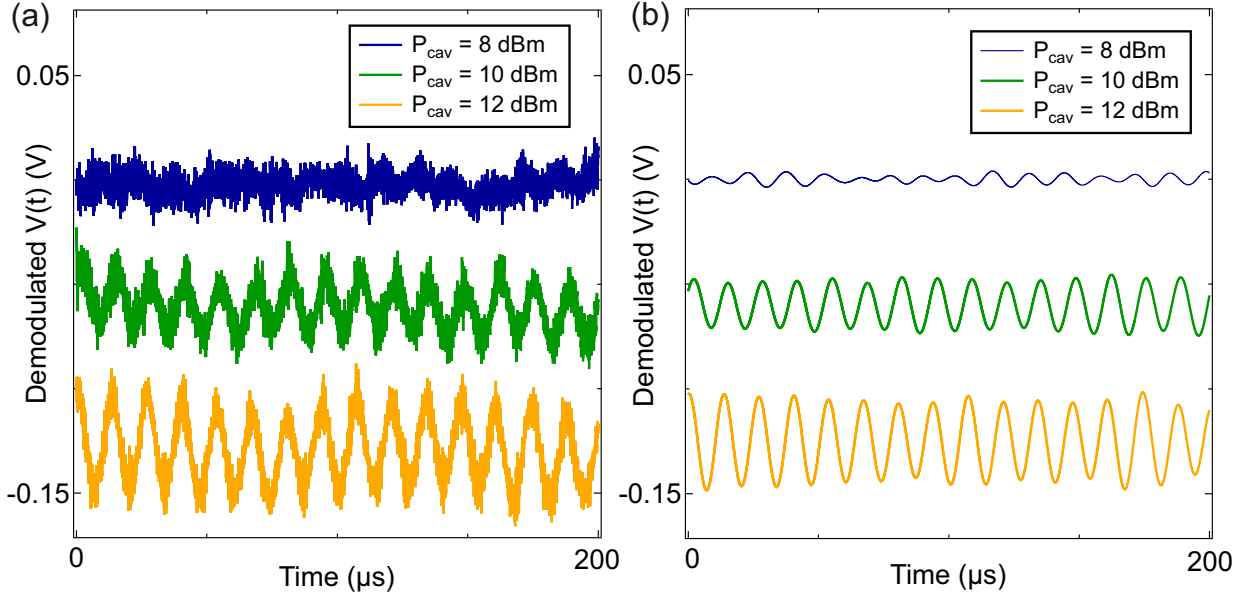 (a)
P_cav = 8 dBm
P_cav = 10 dBm
P_cav = 12 dBm
0.05
-0.15
Demodulated V(t) (V)
0
200
Time (µs)
(b)
P_cav = 8 dBm
P_cav = 10 dBm
P_cav = 12 dBm
0.05
-0.15
Demodulated V(t) (V)
0
200
Time (µs)